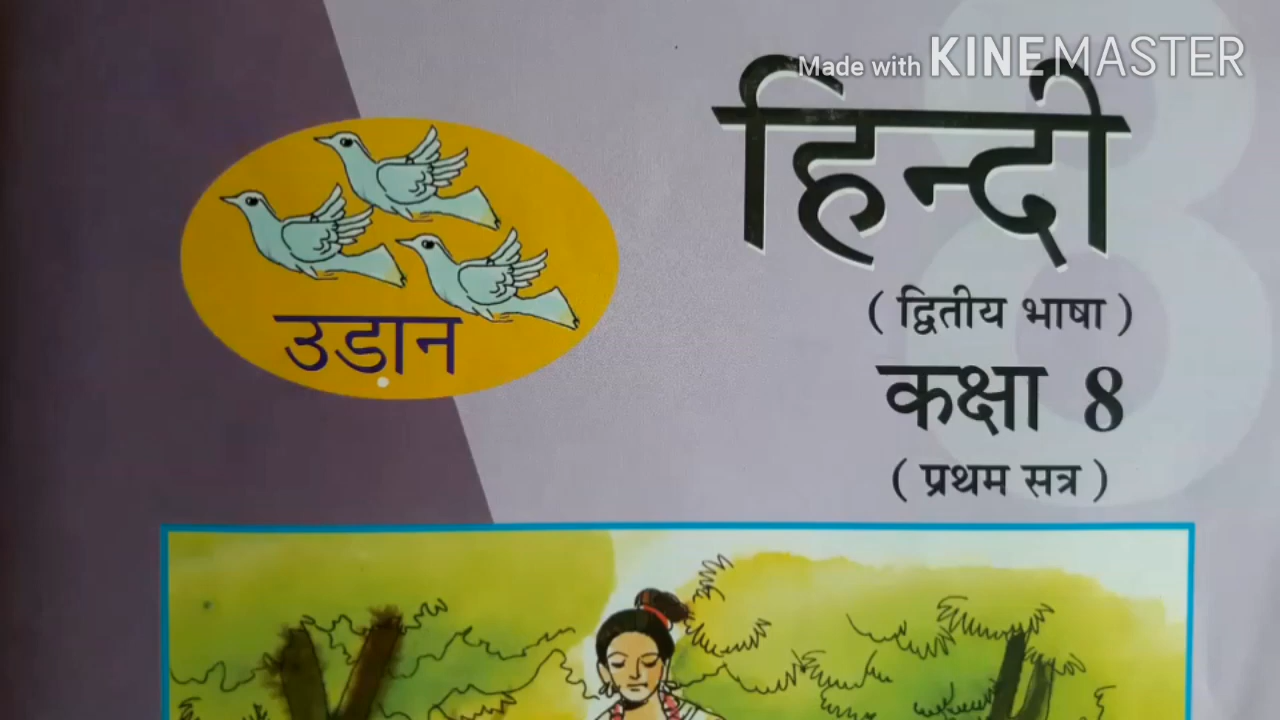 Made with KINEMASTER
हिन्दी
( द्वितीय भाषा )
कक्षा 8
( प्रथम सत्र )
उड़ान